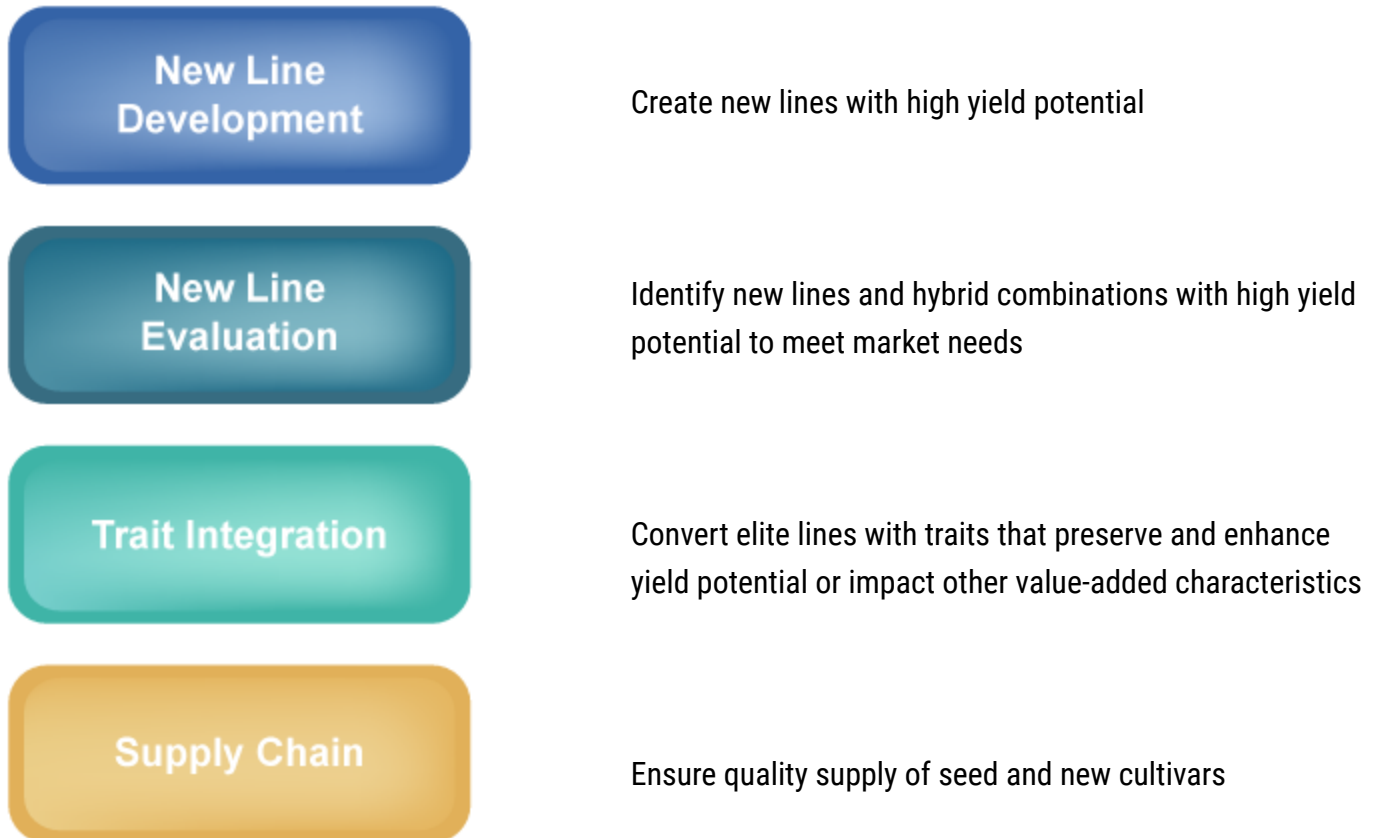 New Line
Development
Create new lines with high yield potential
New Line
Evaluation
Identify new lines and hybrid combinations with high yield
potential to meet market needs
Trait Integration
Convert elite lines with traits that preserve and enhance
yield potential or impact other value-added characteristics
Supply Chain
Ensure quality supply of seed and new cultivars